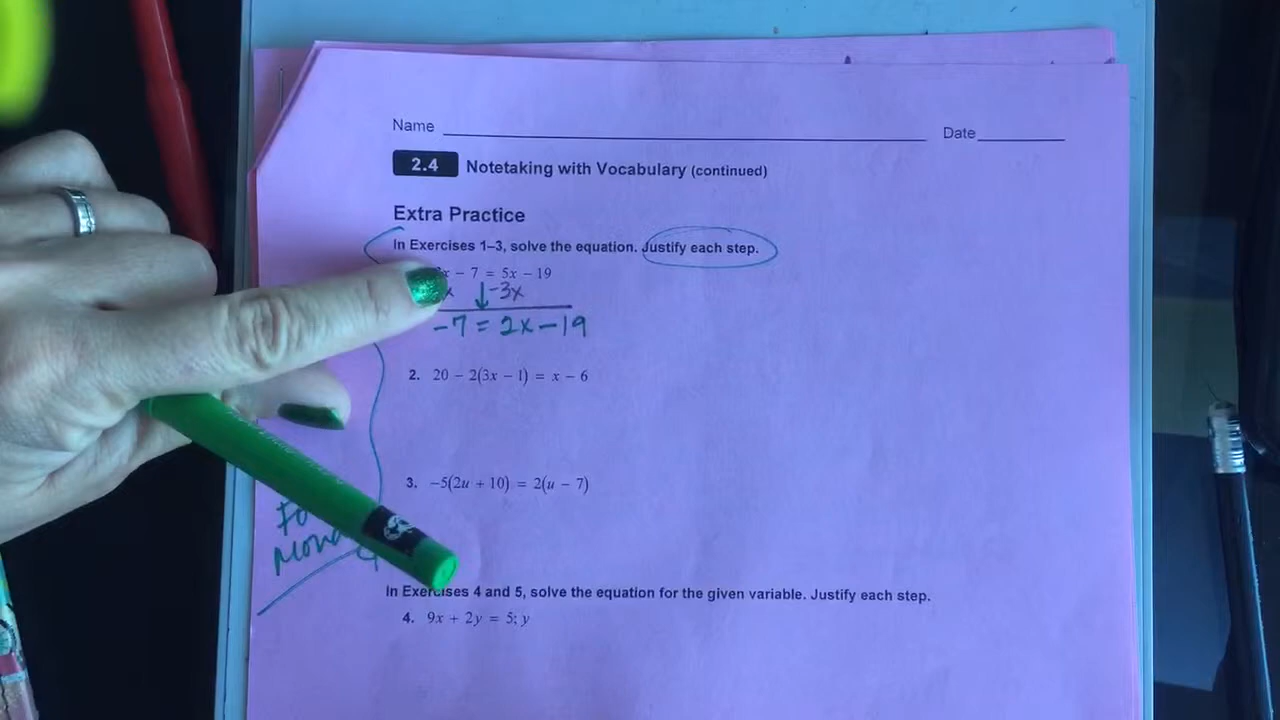 Name Date
2.4 Notetaking with Vocabulary (continued)
Extra Practice
In Exercises 1–3, solve the equation. Justify each step.
x − 7 = 5x − 19
x -3x
-7 = 2x-19
2. 20 − 2(3x − 1) = x − 6
3. −5(2u + 10) = 2(u − 7)
In Exercises 4 and 5, solve the equation for the given variable. Justify each step.
4. 9x + 2y = 5; y